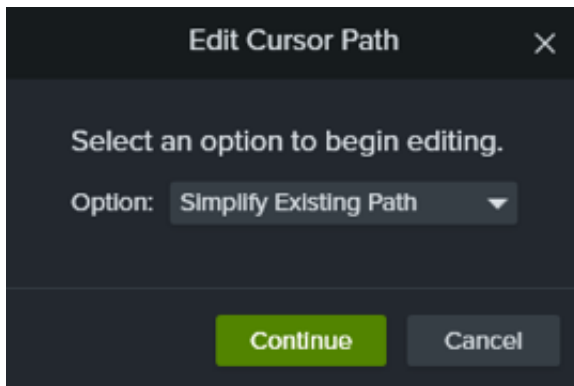 Edit Cursor Path
Select an option to begin editing.
Option: Simplify Existing Path
Continue Cancel